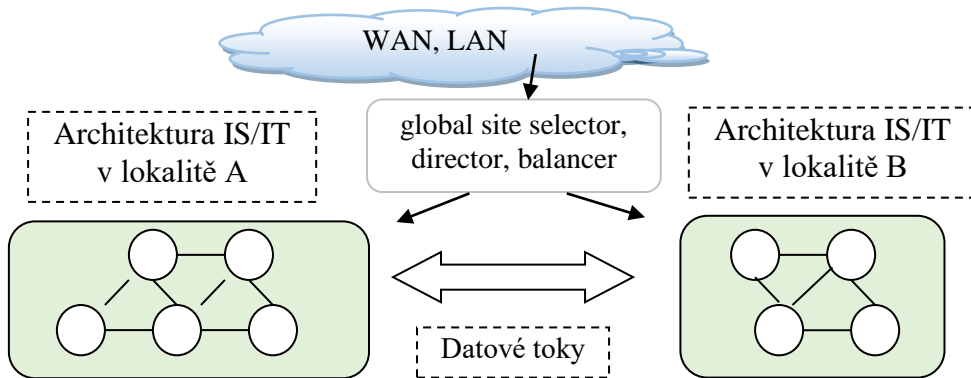 WAN, LAN
Architektura IS/IT
v lokalitě A
global site selector,
director, balancer
Architektura IS/IT
v lokalitě B
Datové toky